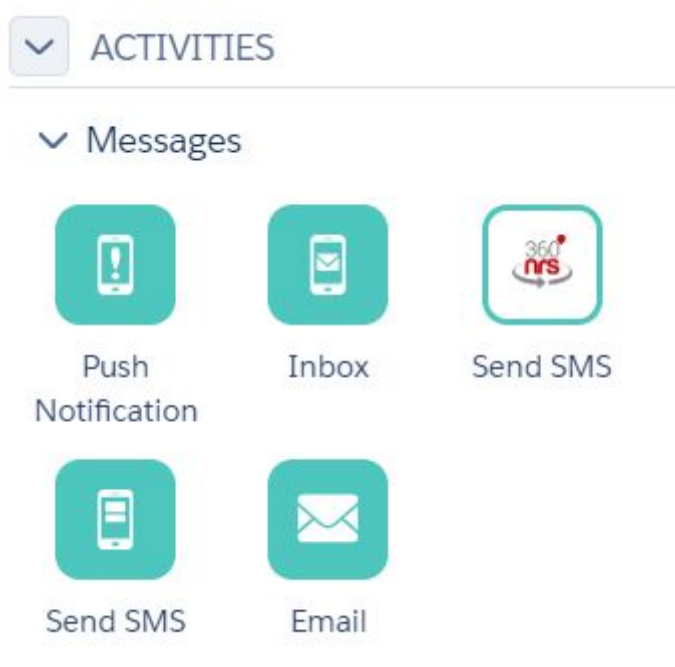 ACTIVITIES
Messages
360
nrs
Push
Notification
Inbox
Send SMS
Send SMS
Email